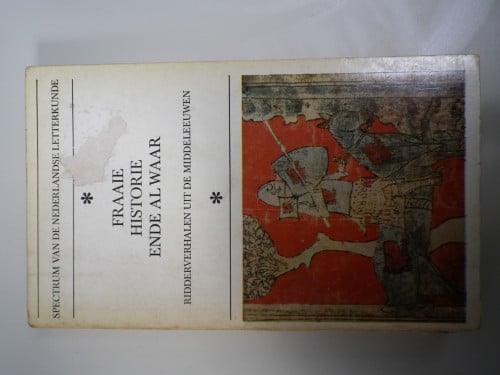 SPECTRUM VAN DE NEDERLANDSE LETTERKUNDE
*
FRAAIE
HISTORIE
ENDE AL WAAR
RIDDERVERHALEN UIT DE MIDDELEEUWEN
*